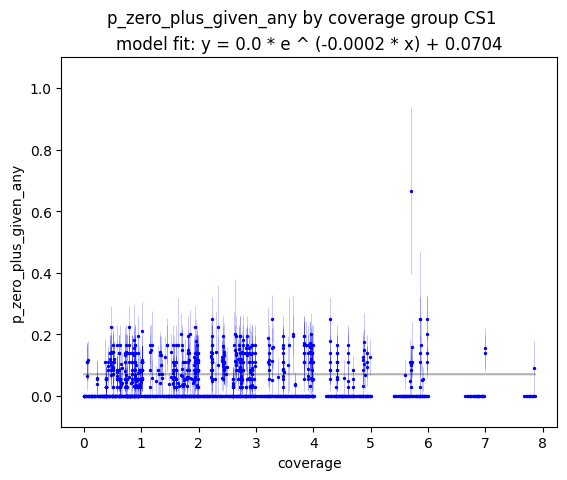 p_zero_plus_given_any by coverage group CS1
model fit: y = 0.0 * e ^ (-0.0002 * x) + 0.0704
1.0
0.8
0.6
0.4
0.2
0.0
p_zero_plus_given_any
0 1 2 3 4 5 6 7 8
coverage